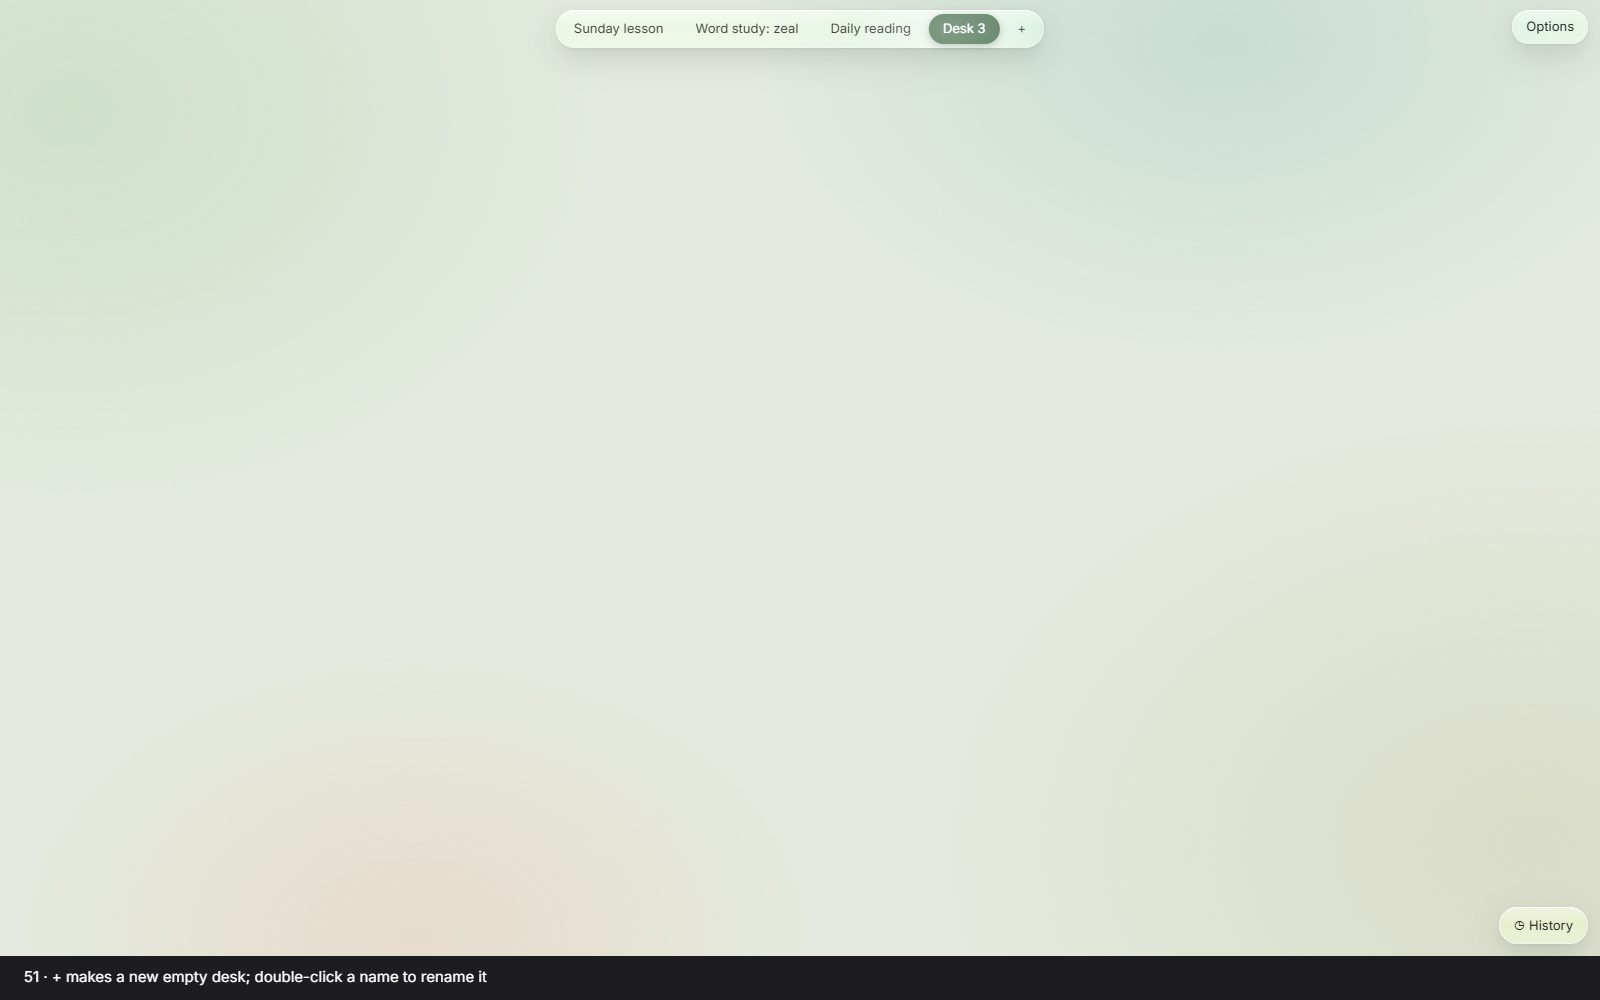 Sunday lesson
Word study: zeal
Daily reading
Desk 3
+
Options
History
51 · + makes a new empty desk; double-click a name to rename it